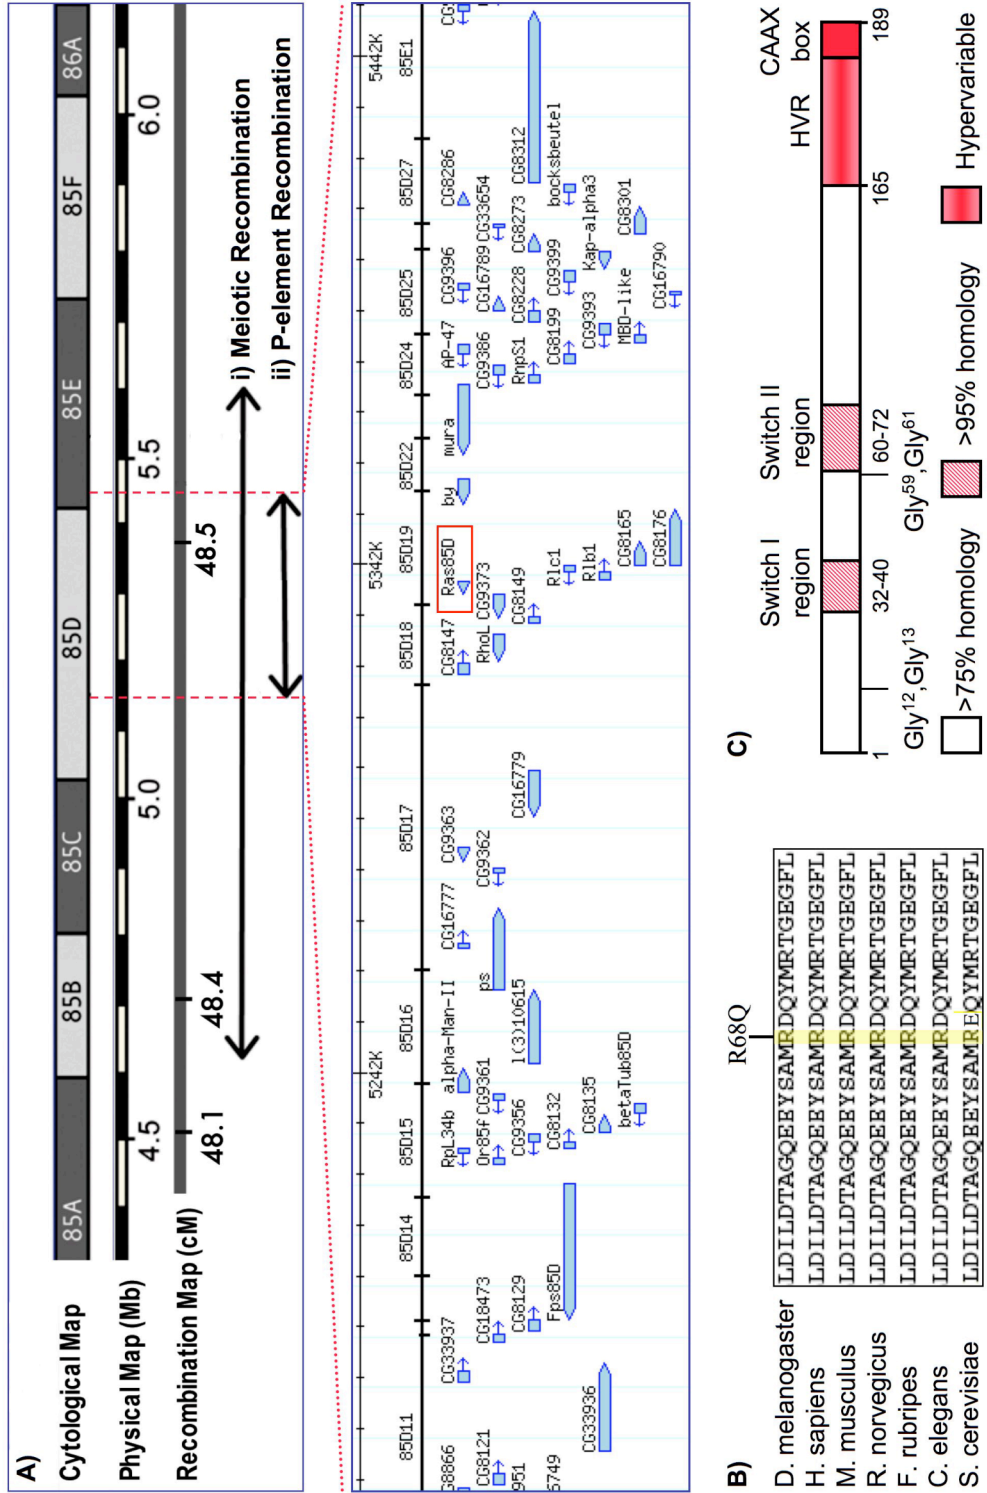 A)
Cytological Map
85A
85B
85C
85D
85E
85F
86A
Physical Map (Mb)
4.5
5.0
5.5
6.0
Recombination Map (cM)
48.1
48.4
48.5
i) Meiotic Recombination
ii) P-element Recombination
5242K
5342K
5442K
85D11
85D14
85D15
85D16
85D17
85D18
85D19
85D22
85D24
85D25
85D27
85E1
G8866
CG33937
RpL34b
alpha-Man-II
CG16777
CG9363
CG8147
Ras85D
by
mura
AP-47
CG9396
CG8286
CG8121
CG18473
Or85f
CG9361
ps
CG9362
RhoL
CG9373
CG9386
CG16789
CG33654
951
CG8129
CG9356
l(3)10615
CG16779
CG8149
RnpS1
CG8228
CG8273
CG8312
6749
Fps85D
CG8132
Rlc1
CG8199
CG9399
bocksbeutel
CG33936
CG8135
Rlb1
CG9393
Kap-alpha3
betaTub85D
CG8165
MBD-like
CG8301
CG8176
CG16790
B)
R68Q
D. melanogaster LDILDTAGQEEYSAMRDQYMRTGEGFL
H. sapiens LDILDTAGQEEYSAMRDQYMRTGEGFL
M. musculus LDILDTAGQEEYSAMRDQYMRTGEGFL
R. norvegicus LDILDTAGQEEYSAMRDQYMRTGEGFL
F. rubripes LDILDTAGQEEYSAMRDQYMRTGEGFL
C. elegans LDILDTAGQEEYSAMRDQYMRTGEGFL
S. cerevisiae LDILDTAGQEEYSAMREQYMRTGEGFL
C)
Switch I
region
Switch II
region
HVR
CAAX
box
1
32-40
60-72
165
189
Gly12,Gly13
Gly59,Gly61
>75% homology
>95% homology
Hypervariable